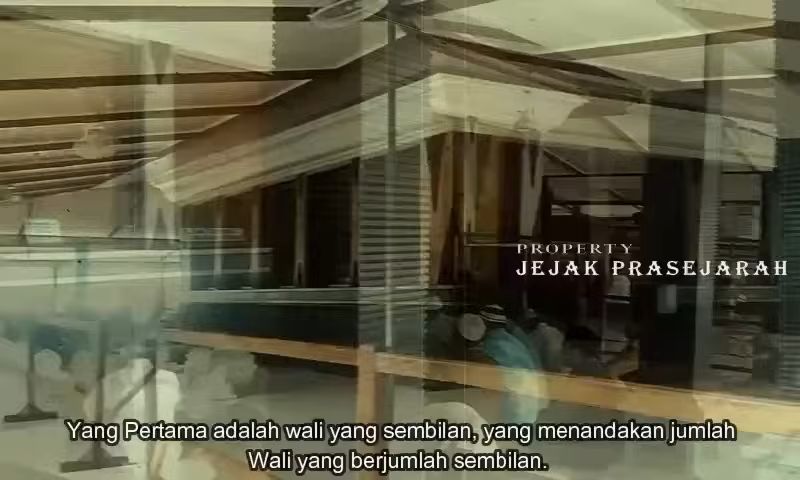 PROPERTY
JEJAK PRASEJARAH
Yang Pertama adalah wali yang sembilan, yang menandakan jumlah
Wali yang berjumlah sembilan.